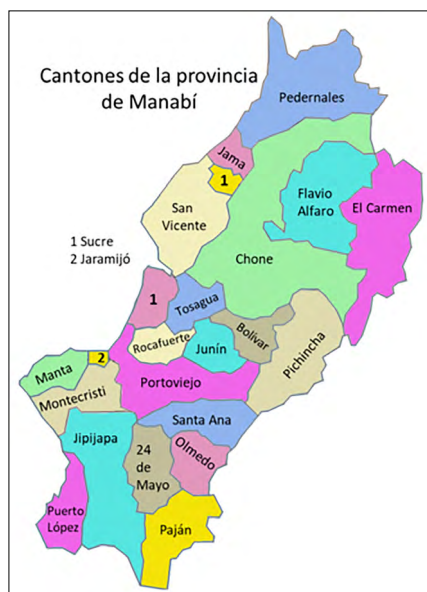 Cantones de la provincia
de Manabí
Pedernales
Jama
1
San
Vicente
Flavio
Alfaro
El Carmen
Chone
1 Sucre
2 Jaramijó
1
Tosagua
Rocafuerte
Junín
Bolívar
Pichincha
2
Manta
Montecristi
Portoviejo
Santa Ana
Jipijapa
24
de
Mayo
Olmedo
Puerto
López
Paján